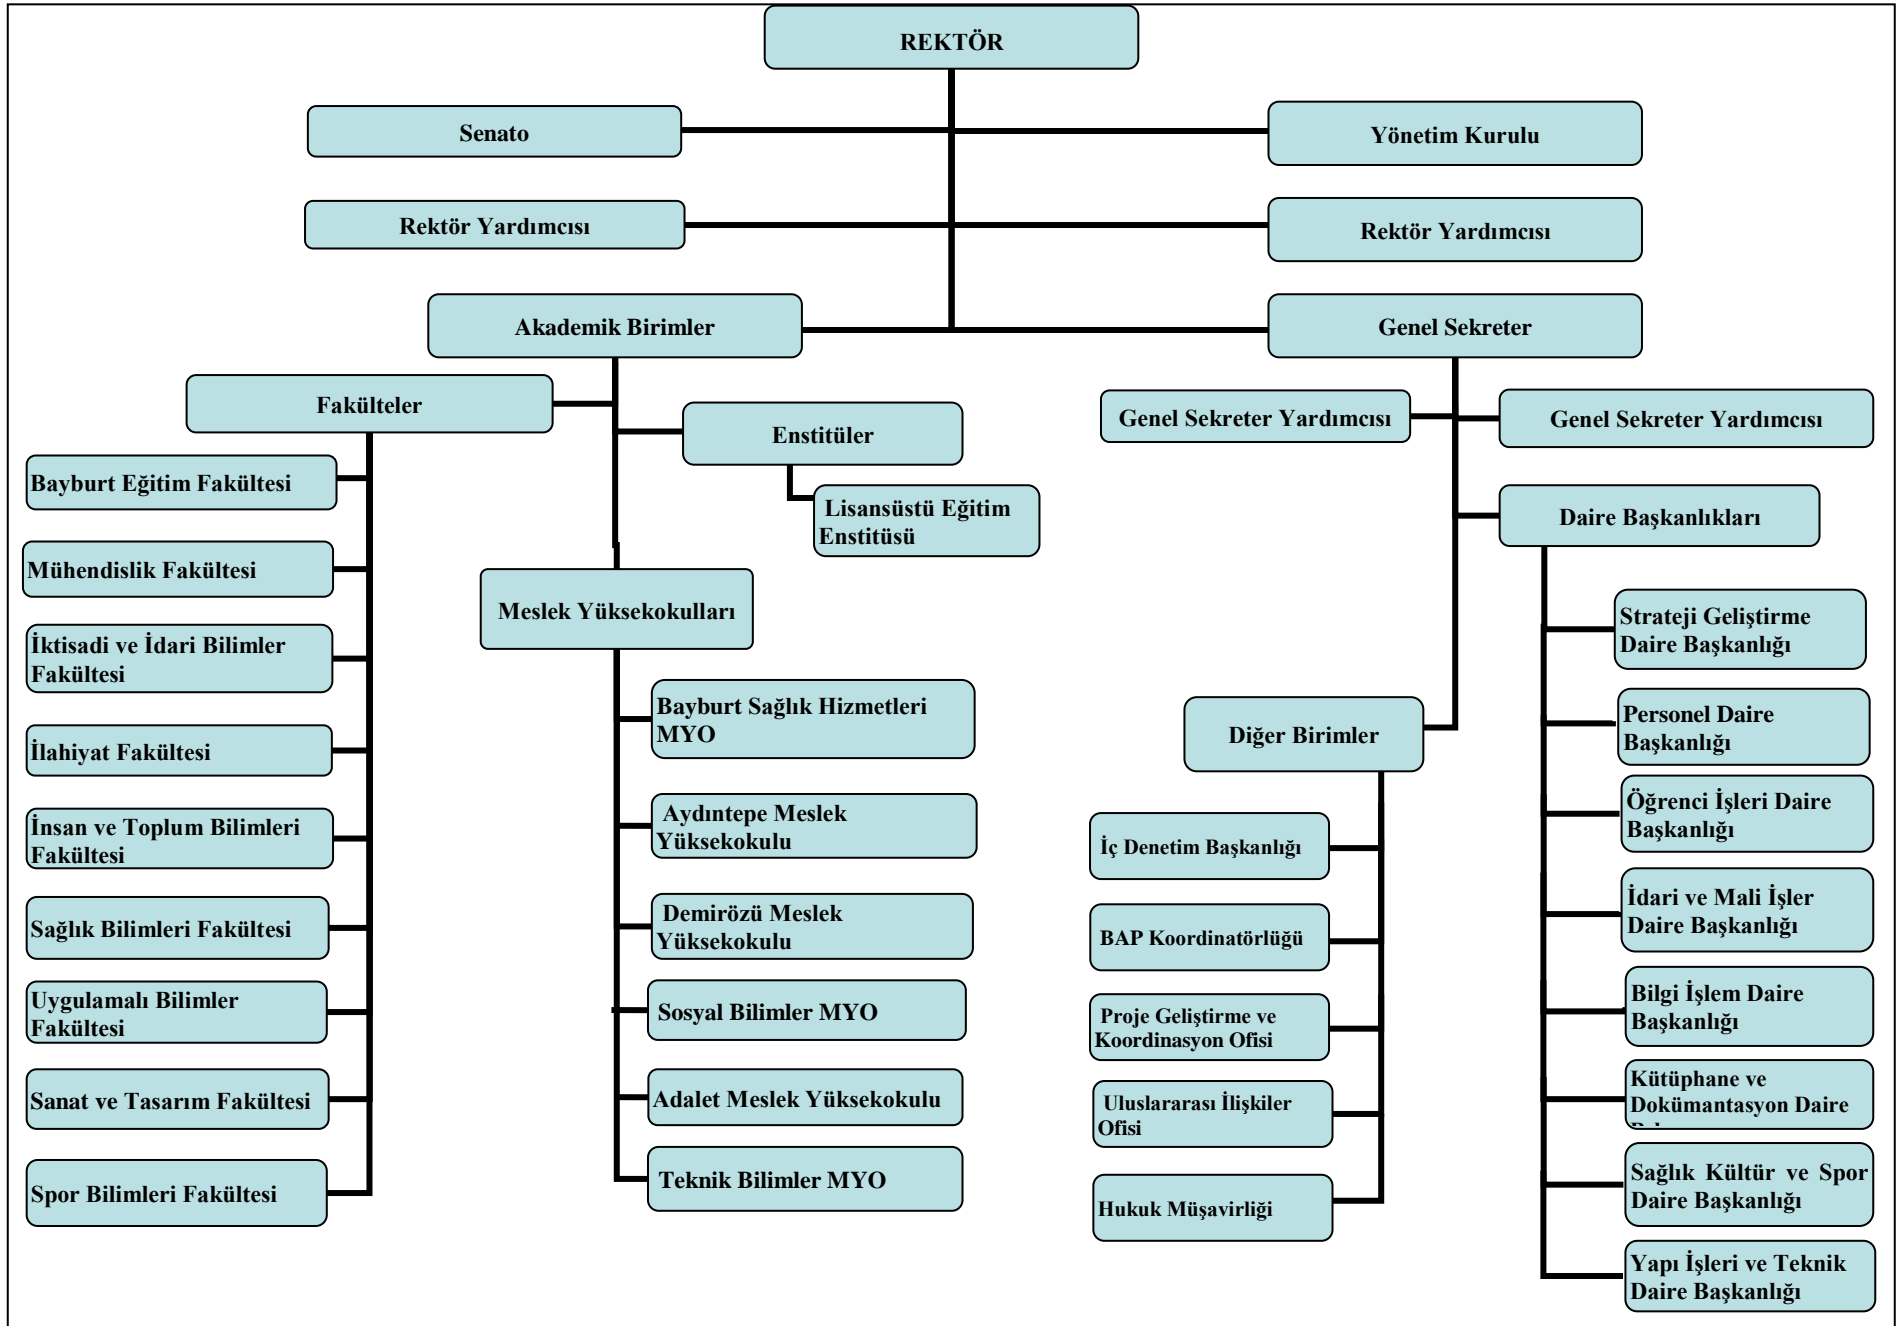 REKTÖR
Senato
Yönetim Kurulu
Rektör Yardımcısı
Rektör Yardımcısı
Akademik Birimler
Genel Sekreter
Fakülteler
Enstitüler
Lisansüstü Eğitim
Enstitüsü
Genel Sekreter Yardımcısı
Genel Sekreter Yardımcısı
Daire Başkanlıkları
Bayburt Eğitim Fakültesi
Mühendislik Fakültesi
İktisadi ve İdari Bilimler
Fakültesi
İlahiyat Fakültesi
İnsan ve Toplum Bilimleri
Fakültesi
Sağlık Bilimleri Fakültesi
Uygulamalı Bilimler
Fakültesi
Sanat ve Tasarım Fakültesi
Spor Bilimleri Fakültesi
Meslek Yüksekokulları
Bayburt Sağlık Hizmetleri
MYO
Aydıntepe Meslek
Yüksekokulu
Demirözü Meslek
Yüksekokulu
Sosyal Bilimler MYO
Adalet Meslek Yüksekokulu
Teknik Bilimler MYO
Diğer Birimler
İç Denetim Başkanlığı
BAP Koordinatörlüğü
Proje Geliştirme ve
Koordinasyon Ofisi
Uluslararası İlişkiler
Ofisi
Hukuk Müşavirliği
Strateji Geliştirme
Daire Başkanlığı
Personel Daire
Başkanlığı
Öğrenci İşleri Daire
Başkanlığı
İdari ve Mali İşler
Daire Başkanlığı
Bilgi İşlem Daire
Başkanlığı
Kütüphane ve
Dokümantasyon Daire
Sağlık Kültür ve Spor
Daire Başkanlığı
Yapı İşleri ve Teknik
Daire Başkanlığı